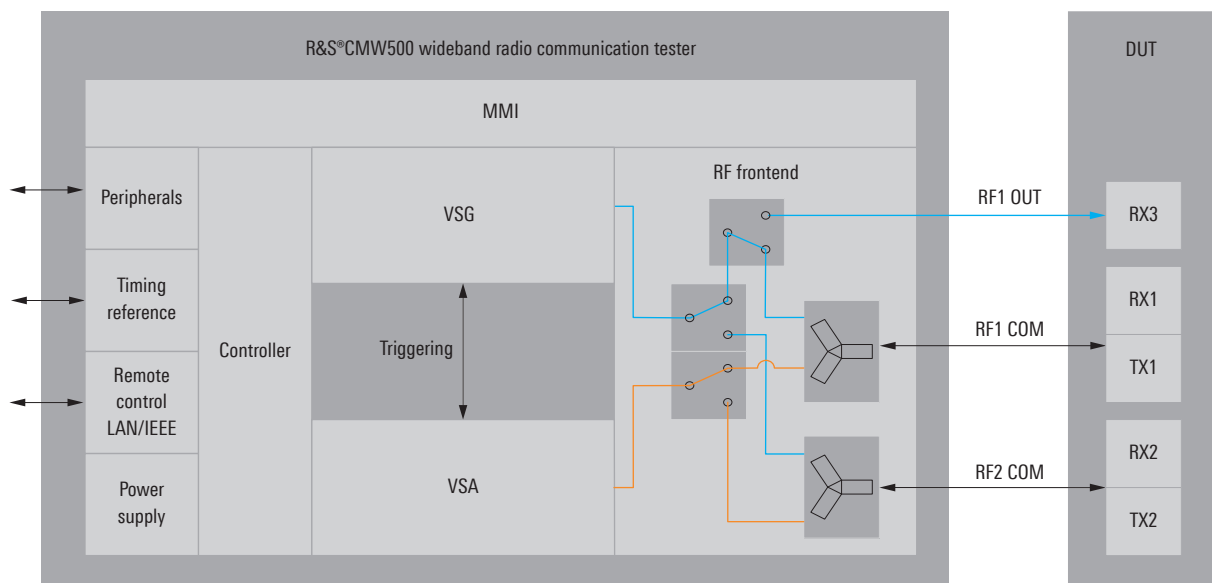 R&S®CMW500 wideband radio communication tester
DUT
MMI
Peripherals
Timing
reference
Remote
control
LAN/IEEE
Power
supply
Controller
VSG
Triggering
VSA
RF frontend
RF1 OUT
RF1 COM
RF2 COM
RX3
RX1
TX1
RX2
TX2